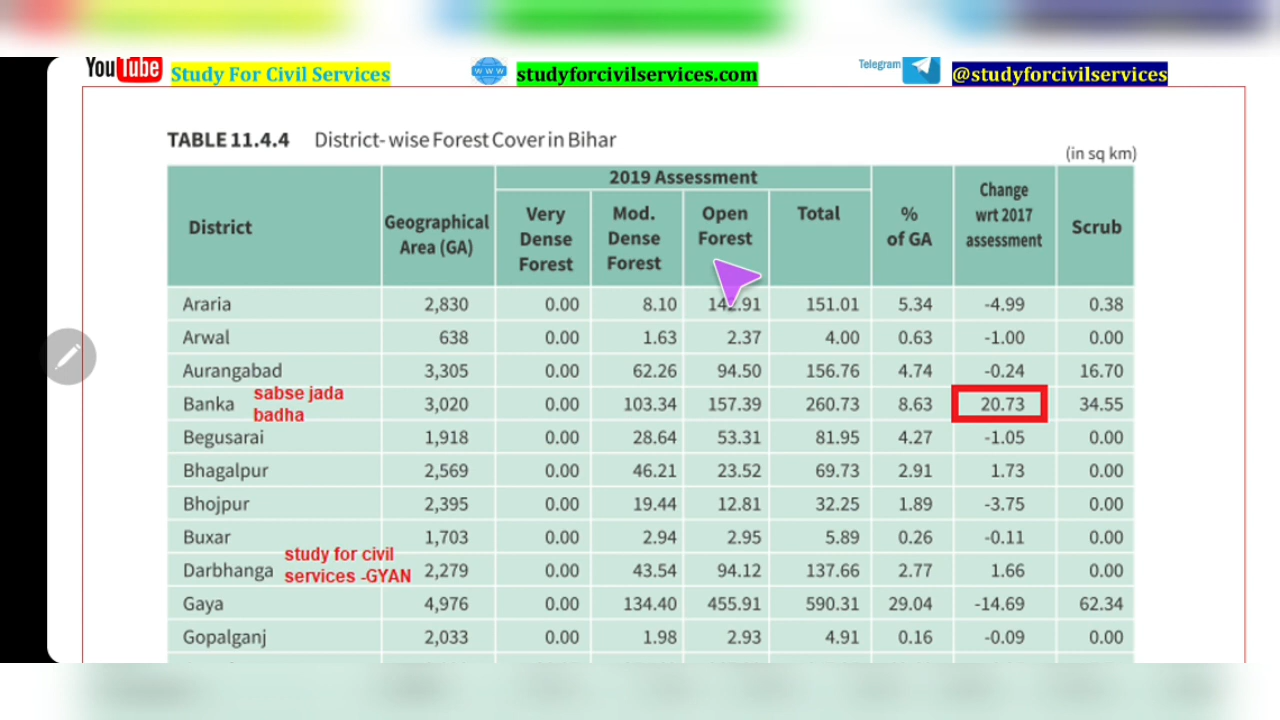 YouTube Study For Civil Services www studyforcivilservices.com Telegram @studyforcivilservices
TABLE 11.4.4 District- wise Forest Cover in Bihar
(in sq km)
District Geographical Area (GA) 2019 Assessment % of GA Change wrt 2017 assessment Scrub
Very Dense Forest Mod. Dense Forest Open Forest Total
Araria 2,830 0.00 8.10 142.91 151.01 5.34 -4.99 0.38
Arwal 638 0.00 1.63 2.37 4.00 0.63 -1.00 0.00
Aurangabad 3,305 0.00 62.26 94.50 156.76 4.74 -0.24 16.70
sabse jada
badha
Banka 3,020 0.00 103.34 157.39 260.73 8.63 20.73 34.55
Begusarai 1,918 0.00 28.64 53.31 81.95 4.27 -1.05 0.00
Bhagalpur 2,569 0.00 46.21 23.52 69.73 2.91 1.73 0.00
Bhojpur 2,395 0.00 19.44 12.81 32.25 1.89 -3.75 0.00
Buxar 1,703 0.00 2.94 2.95 5.89 0.26 -0.11 0.00
study for civil
services -GYAN
Darbhanga 2,279 0.00 43.54 94.12 137.66 2.77 1.66 0.00
Gaya 4,976 0.00 134.40 455.91 590.31 29.04 -14.69 62.34
Gopalganj 2,033 0.00 1.98 2.93 4.91 0.16 -0.09 0.00